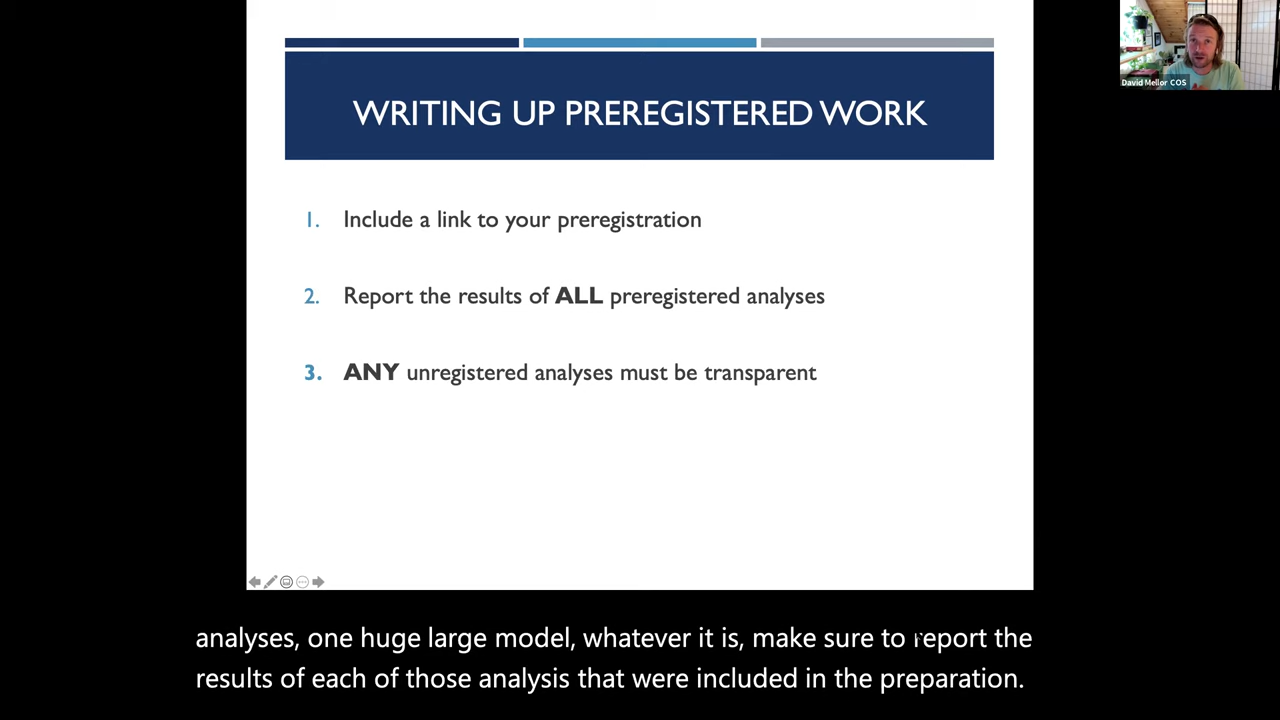 WRITING UP PREREGISTERED WORK
1. Include a link to your preregistration
2. Report the results of ALL preregistered analyses
3. ANY unregistered analyses must be transparent
David Mellor COS
analyses, one huge large model, whatever it is, make sure to report the
results of each of those analysis that were included in the preparation.